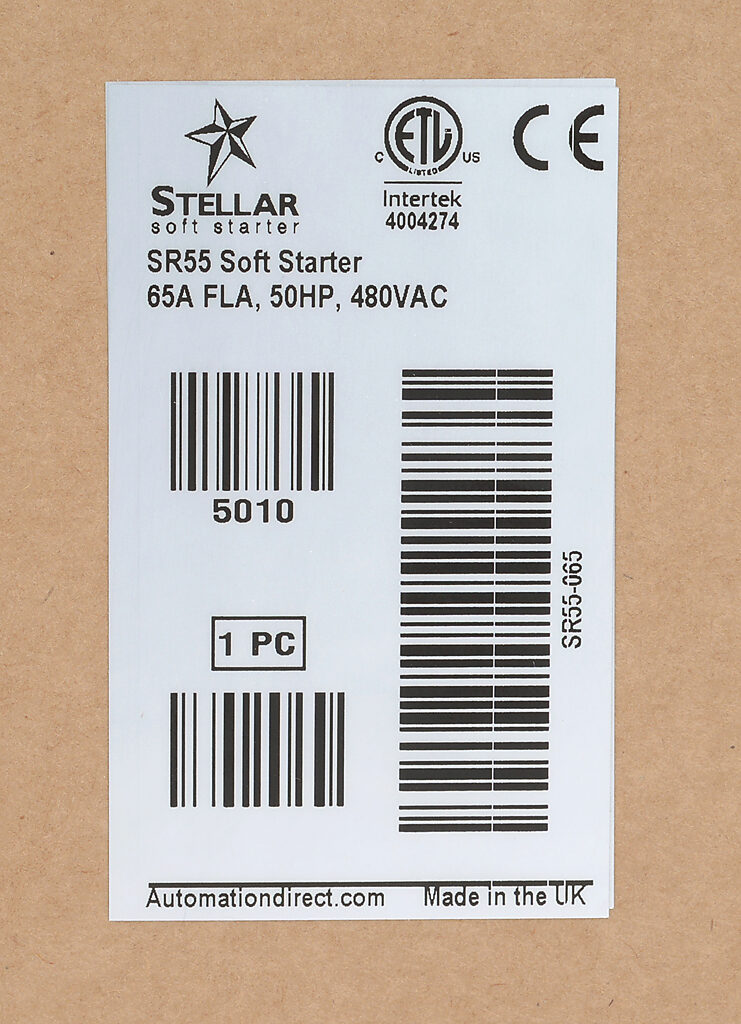 STELLAR
soft starter
C ETL US
LISTED
Intertek
4004274
CE
SR55 Soft Starter
65A FLA, 50HP, 480VAC
5010
SR55-065
1 PC
Automationdirect.com Made in the UK